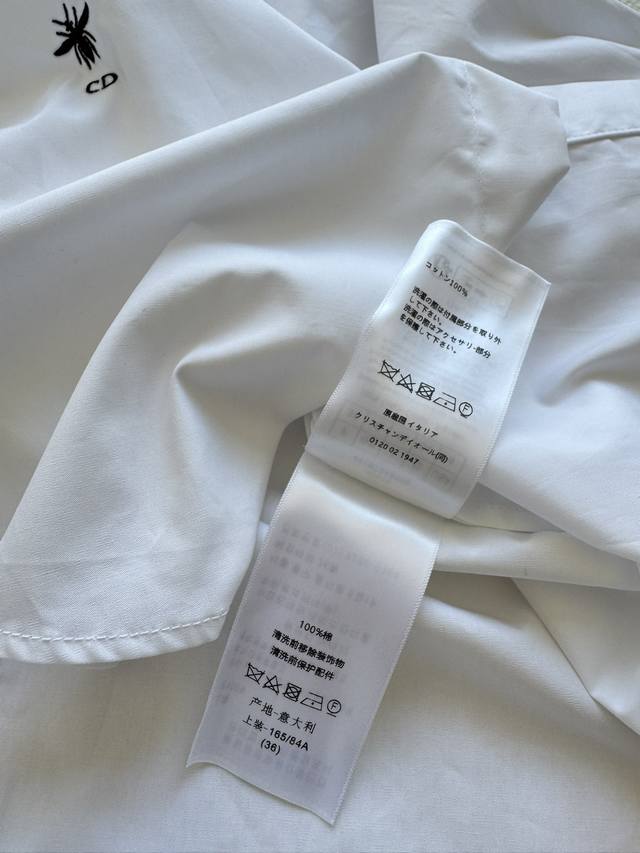 CD
コットン100%
洗濯の際は付属部分を取り外
して下さい。
洗濯の際はアクセサリ-部分
を保護して下さい。
F
原産国イタリア
クリスチャンディオール(同)
0120 02 1947
100%棉
清洗前移除装饰物
清洗前保护配件
F
产地-意大利
上装-165/84A
(36)